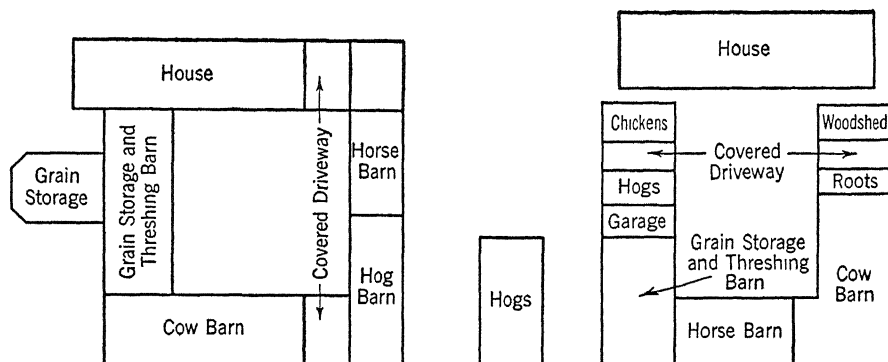 House
Grain
Storage
Grain Storage and
Threshing Barn
Covered Driveway
Horse
Barn
Hog
Barn
Cow Barn
Hogs
House
Chickens
Hogs
Garage
Covered
Driveway
Woodshed
Roots
Grain Storage
and Threshing
Barn
Cow
Barn
Horse Barn